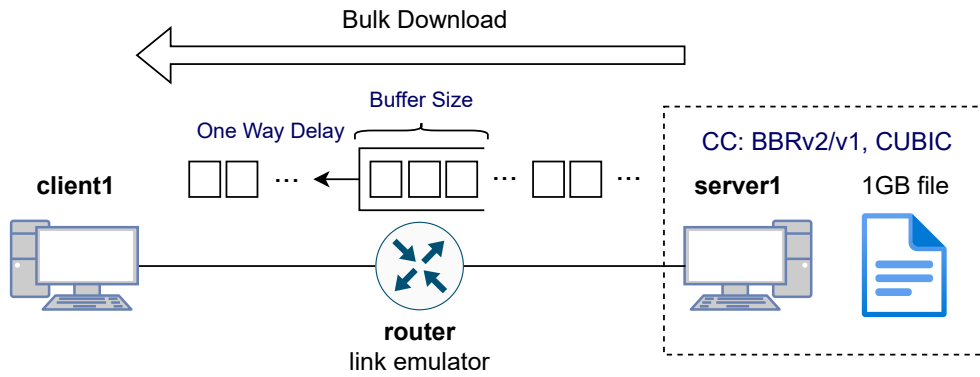 Bulk Download
Buffer Size
One Way Delay
CC: BBRv2/v1, CUBIC
... ... ...
client1
server1
1GB file
router
link emulator